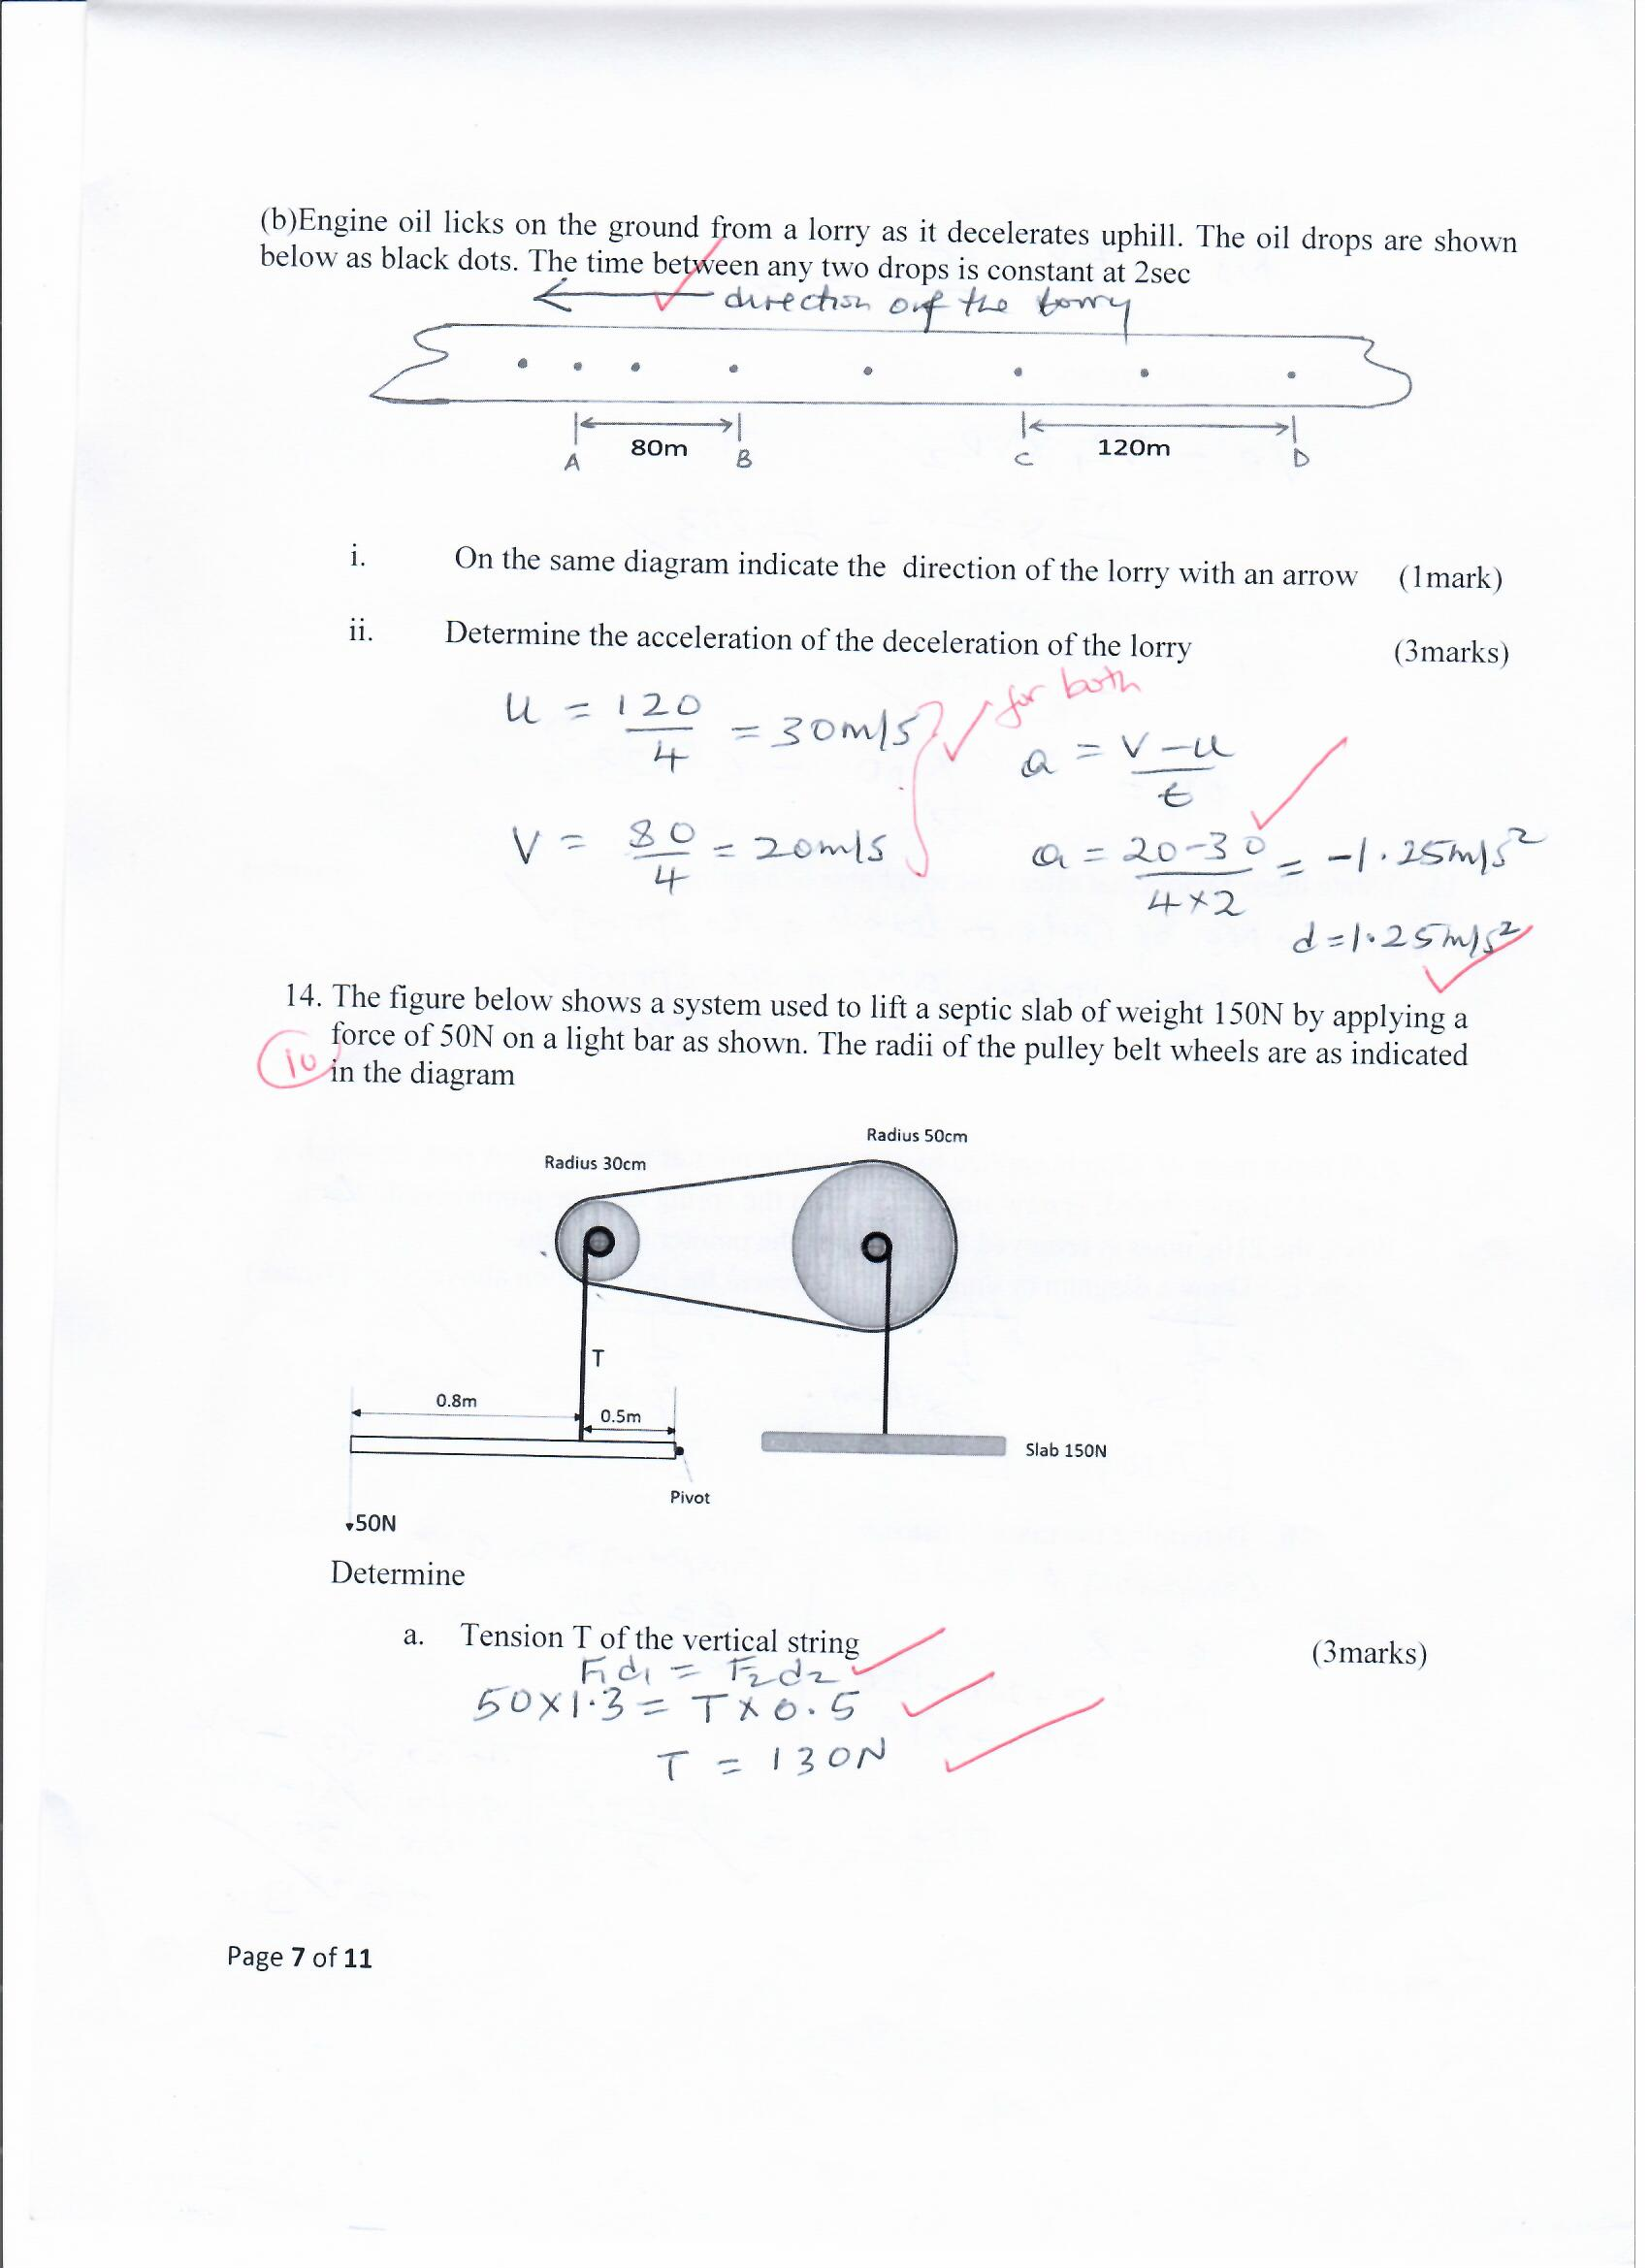 (b)Engine oil licks on the ground from a lorry as it decelerates uphill. The oil drops are shown
below as black dots. The time between any two drops is constant at 2sec
direction of the lorry
80m
120m
A
B
C
D
i. On the same diagram indicate the direction of the lorry with an arrow (1mark)
ii. Determine the acceleration of the deceleration of the lorry (3marks)
for both
u = 120/4 = 30m/s
a = v-u/t
V = 80/4 = 20m/s
a = 20-30/4×2 = -1.25m/s²
d=1.25m/s²
14. The figure below shows a system used to lift a septic slab of weight 150N by applying a
10
force of 50N on a light bar as shown. The radii of the pulley belt wheels are as indicated
in the diagram
Radius 50cm
Radius 30cm
T
0.8m
0.5m
Slab 150N
Pivot
50N
Determine
a. Tension T of the vertical string (3marks)
F₁d₁ = F₂d₂
50×1.3 = T×0.5
T = 130N
Page 7 of 11